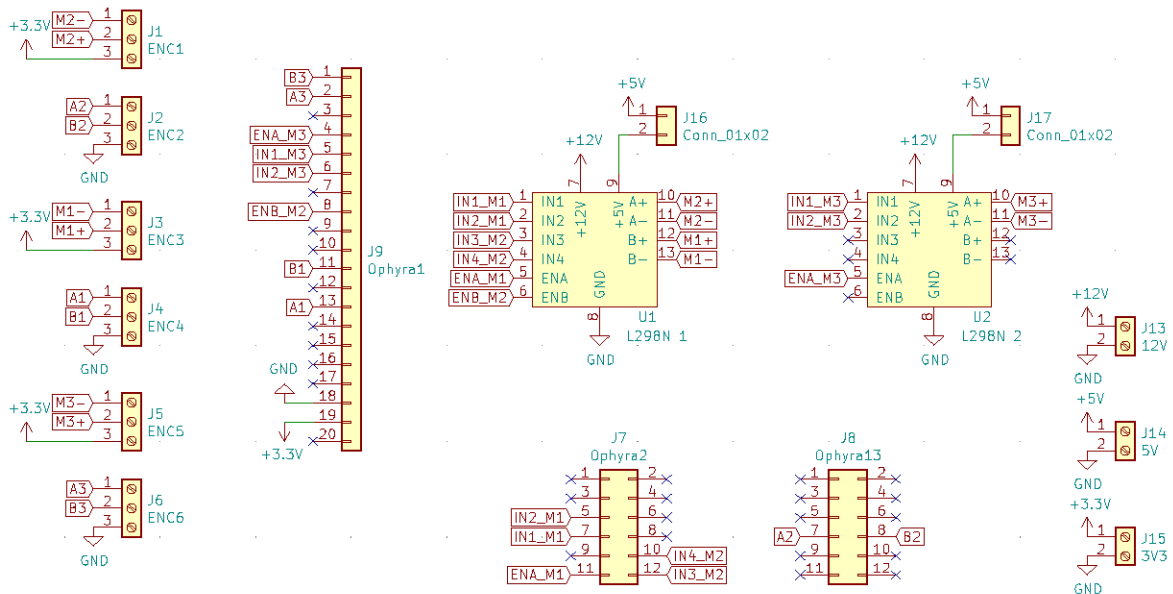 +3.3V
M2- 1
M2+ 2
3
J1
ENC1
A2 1
B2 2
3
J2
ENC2
GND
+3.3V
M1- 1
M1+ 2
3
J3
ENC3
A1 1
B1 2
3
J4
ENC4
GND
+3.3V
M3- 1
M3+ 2
3
J5
ENC5
A3 1
B3 2
3
J6
ENC6
GND
B3 1
A3 2
3
ENA_M3 4
IN1_M3 5
IN2_M3 6
7
ENB_M2 8
9
10
B1 11
12
A1 13
14
15
16
17
GND
18
19
20
+3.3V
J9
Ophyra1
+5V
1
2
J16
Conn_01x02
+12V
7
9
IN1_M1 1 IN1 A+ 10 M2+
IN2_M1 2 IN2 A- 11 M2-
IN3_M2 3 IN3 B+ 12 M1+
IN4_M2 4 IN4 B- 13 M1-
ENA_M1 5 ENA
ENB_M2 6 ENB
+12V
+5V
GND
8
U1
L298N 1
GND
+5V
1
2
J17
Conn_01x02
+12V
7
9
IN1_M3 1 IN1 A+ 10 M3+
IN2_M3 2 IN2 A- 11 M3-
3 IN3 B+ 12
4 IN4 B- 13
ENA_M3 5 ENA
6 ENB
+12V
+5V
GND
8
U2
L298N 2
GND
J7
Ophyra2
1 2
3 4
IN2_M1 5 6
IN1_M1 7 8
9 10 IN4_M2
ENA_M1 11 12 IN3_M2
J8
Ophyra13
1 2
3 4
5 6
A2 7 8 B2
9 10
11 12
+12V
1
2
J13
12V
GND
+5V
1
2
J14
5V
GND
+3.3V
1
2
J15
3V3
GND